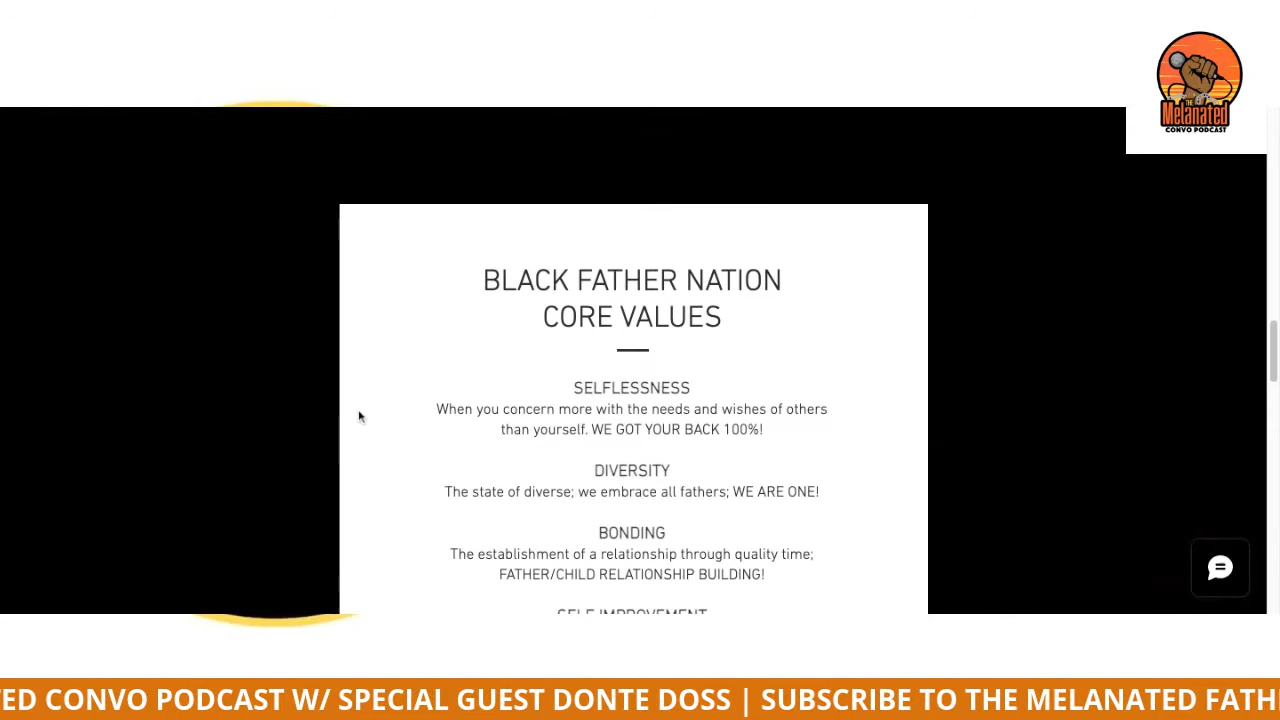 THE
Melanated
CONVO PODCAST
BLACK FATHER NATION
CORE VALUES
SELFLESSNESS
When you concern more with the needs and wishes of others
than yourself. WE GOT YOUR BACK 100%!
DIVERSITY
The state of diverse; we embrace all fathers; WE ARE ONE!
BONDING
The establishment of a relationship through quality time;
FATHER/CHILD RELATIONSHIP BUILDING!
SELF IMPROVEMENT
TED CONVO PODCAST W/ SPECIAL GUEST DONTE DOSS | SUBSCRIBE TO THE MELANATED FATH